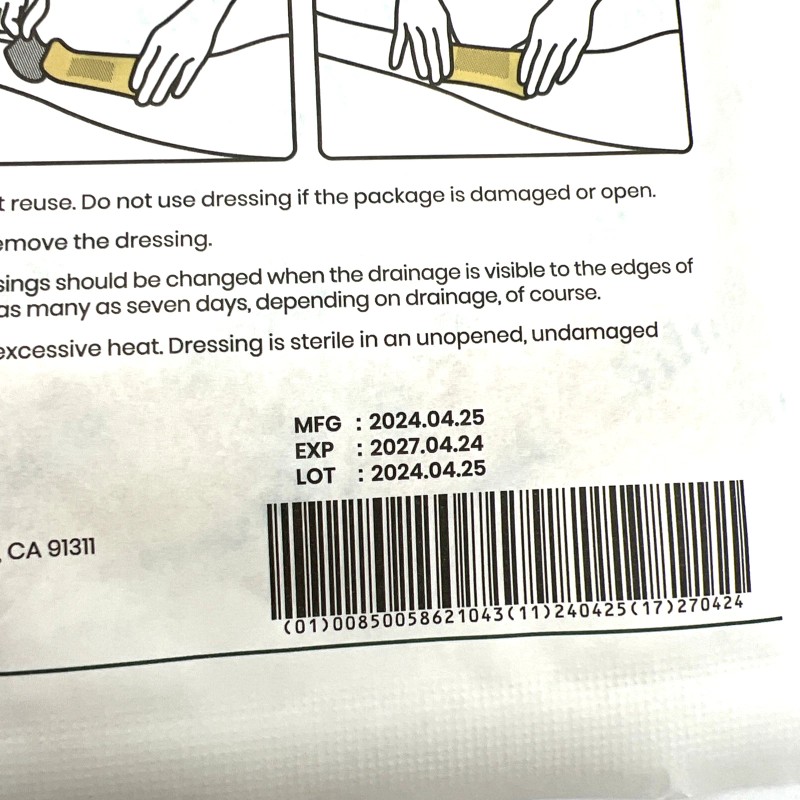 reuse. Do not use dressing if the package is damaged or open.
the dressing.
should be changed when the drainage is visible to the edges of
as many as seven days, depending on drainage, of course.
excessive heat. Dressing is sterile in an unopened, undamaged
MFG : 2024.04.25
EXP : 2027.04.24
LOT : 2024.04.25
, CA 91311
(01)00850058621043(11)240425(17)270424